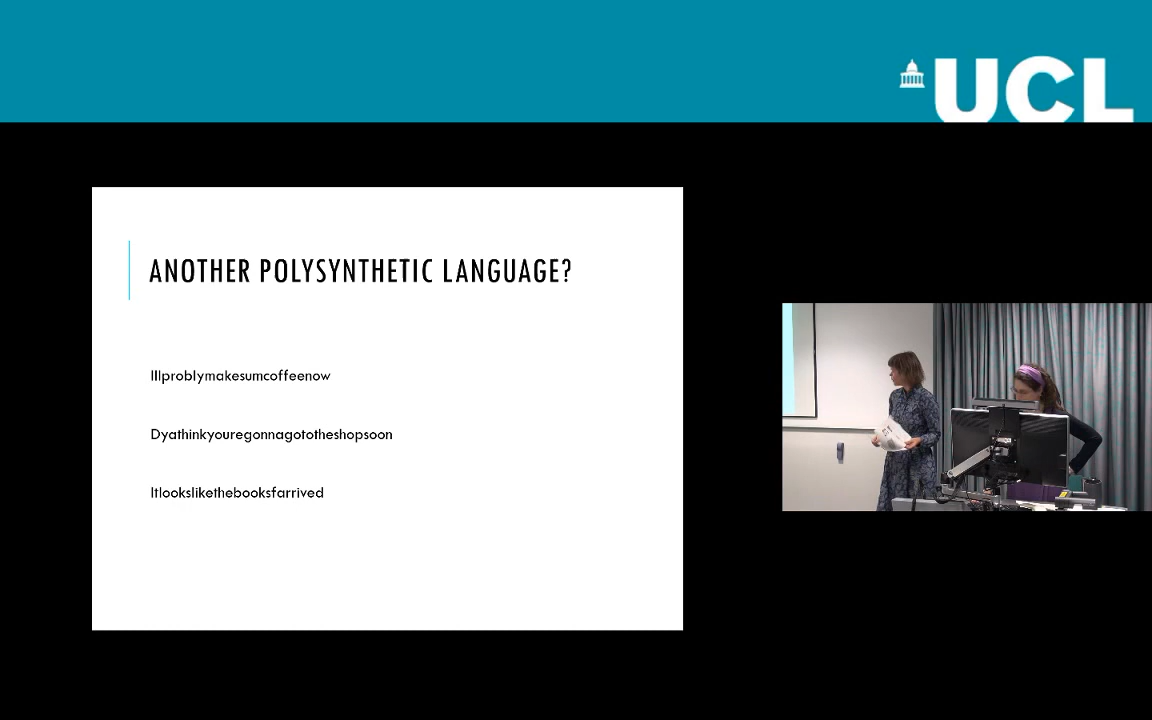 UCL
ANOTHER POLYSYNTHETIC LANGUAGE?
Illproblymakesumcoffeenow
Dyathinkyouregonnagototheshopsoon
Itlookslikethebooksfarrived